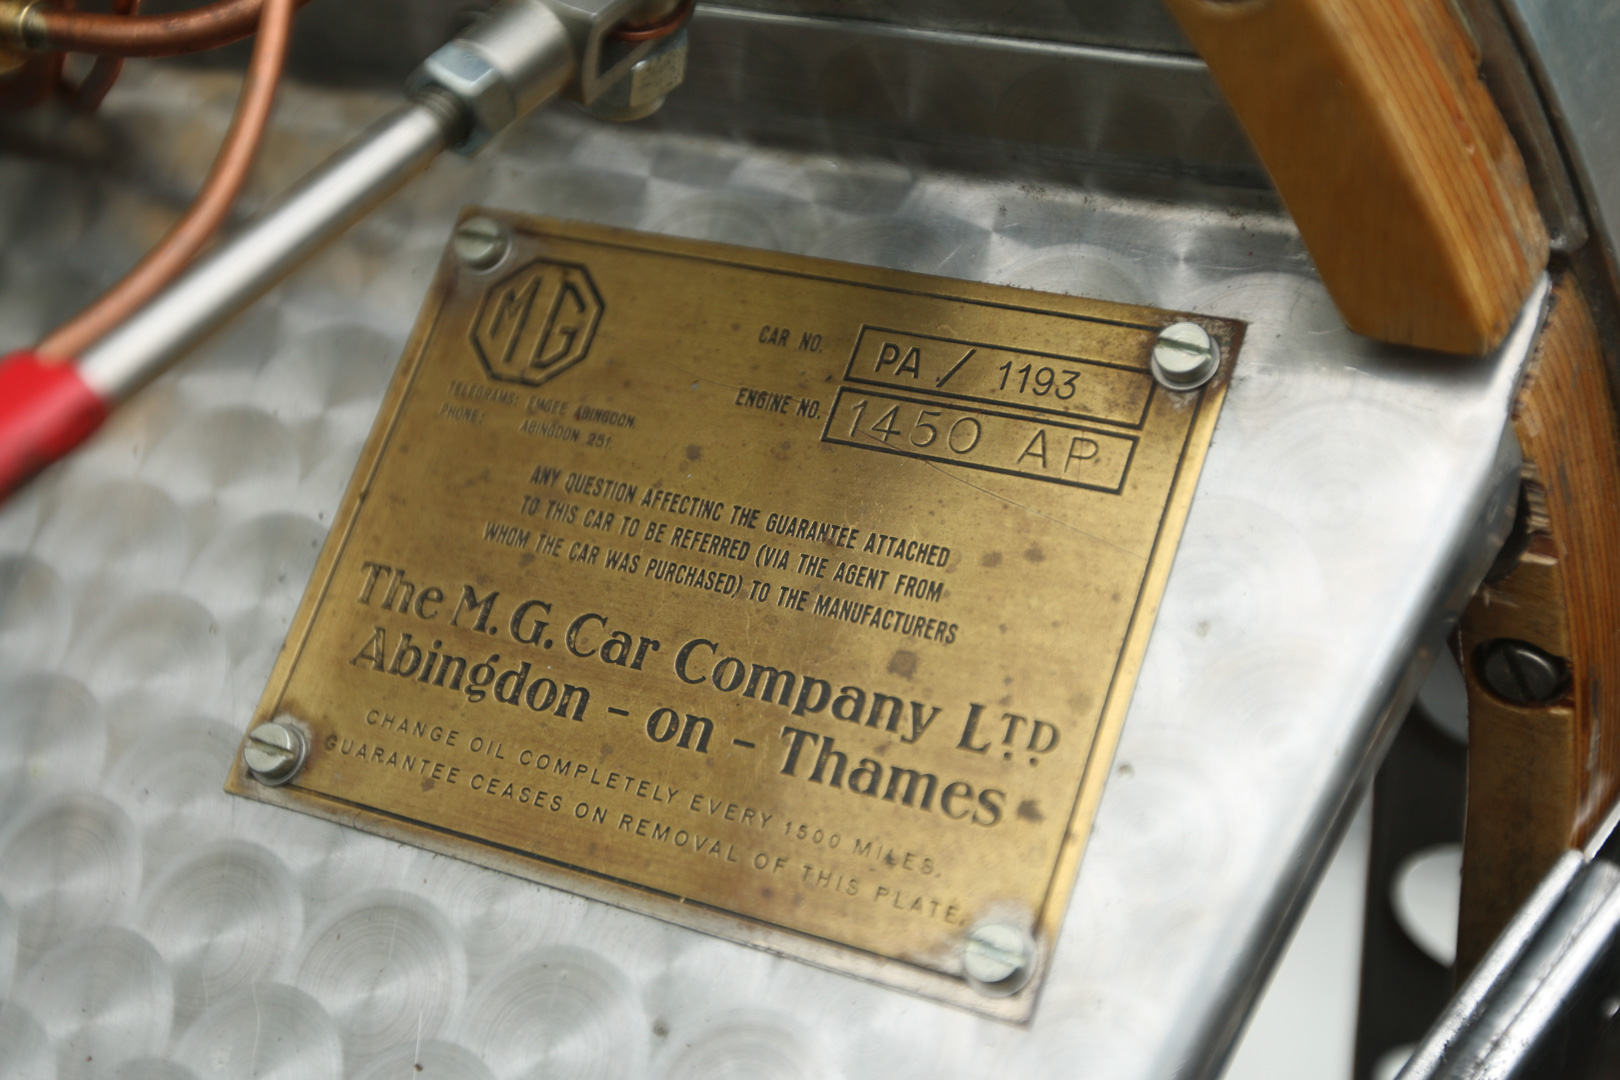 MG
CAR NO. PA / 1193
ENGINE NO. 1450 AP
TELEGRAMS: EMGEE ABINGDON.
PHONE: ABINGDON 251.
ANY QUESTION AFFECTING THE GUARANTEE ATTACHED
TO THIS CAR TO BE REFERRED (VIA THE AGENT FROM
WHOM THE CAR WAS PURCHASED) TO THE MANUFACTURERS
The M.G. Car Company LTD
Abingdon - on - Thames
CHANGE OIL COMPLETELY EVERY 1500 MILES.
GUARANTEE CEASES ON REMOVAL OF THIS PLATE.